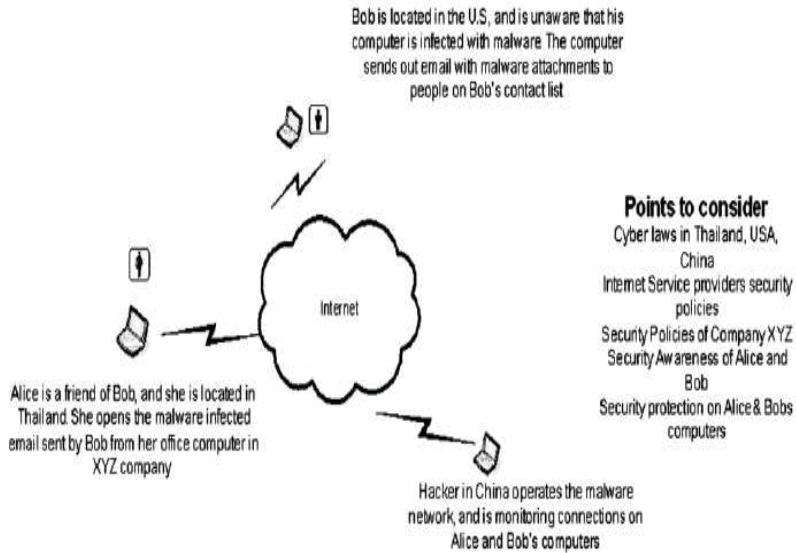 Bob is located in the U.S, and is unaware that his
computer is infected with malware The computer
sends out email with malware attachments to
people on Bob's contact list
Internet
Alice is a friend of Bob, and she is located in
Thailand. She opens the malware infected
email sent by Bob from her office computer in
XYZ company
Hacker in China operates the malware
network, and is monitoring connections on
Alice and Bob's computers
Points to consider
Cyber laws in Thailand, USA,
China
Internet Service providers security
policies
Security Policies of Company XYZ
Security Awareness of Alice and
Bob
Security protection on Alice & Bobs
computers